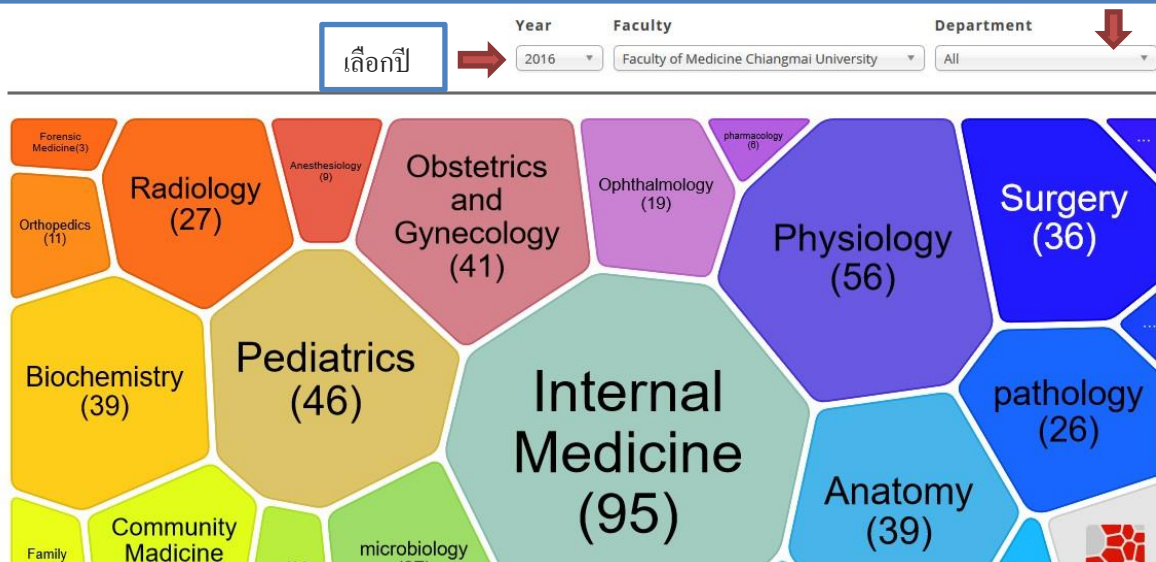 Year Faculty Department
เลือกปี
2016 Faculty of Medicine Chiangmai University All
Forensic
Medicine(3)
Radiology
(27)
Anesthesiology
(9)
Obstetrics
and
Gynecology
(41)
Ophthalmology
(19)
pharmacology
(6)
Physiology
(56)
Surgery
(36)
...
Orthopedics
(11)
Biochemistry
(39)
Pediatrics
(46)
Internal
Medicine
(95)
pathology
(26)
...
Anatomy
(39)
Family
Community
Madicine
microbiology